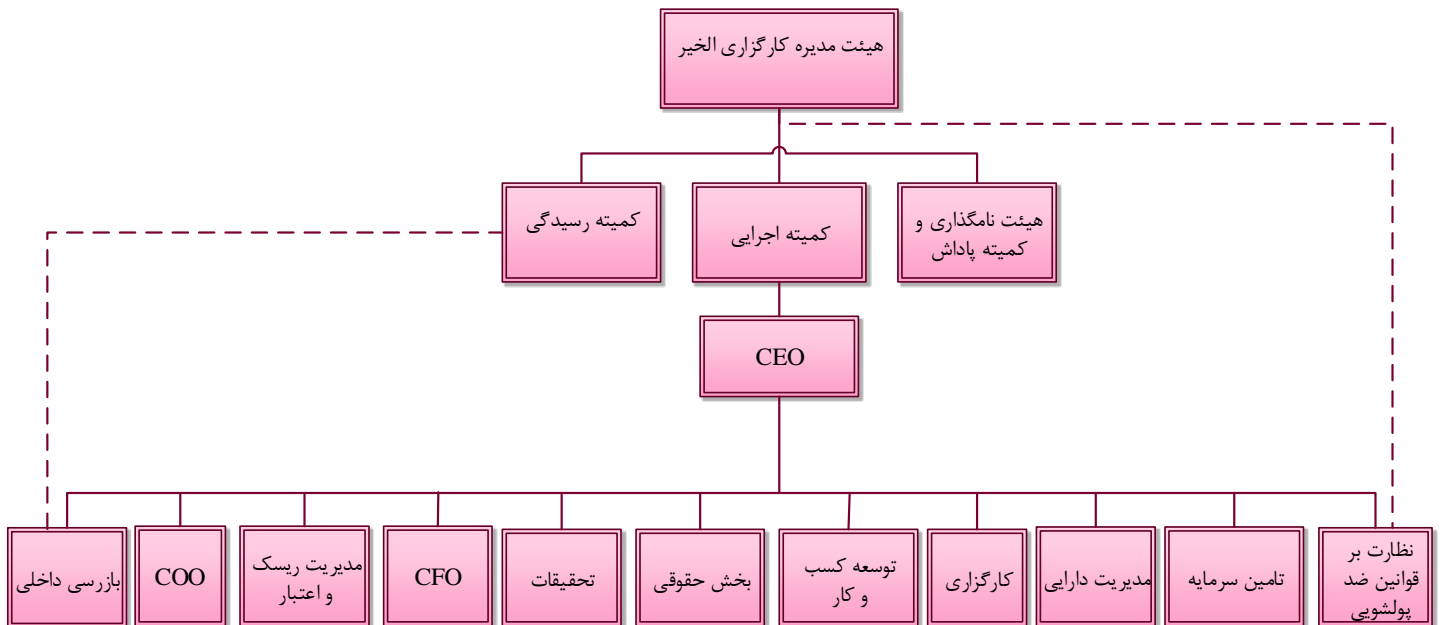 هیئت مدیره کارگزاری الخیر
هیئت نامگذاری و
کمیته پاداش
کمیته اجرایی
کمیته رسیدگی
CEO
نظارت بر
قوانین ضد
پولشویی
تامین سرمایه
مدیریت دارایی
کارگزاری
توسعه کسب
و کار
بخش حقوقی
تحقیقات
CFO
مدیریت ریسک
و اعتبار
COO
بازرسی داخلی